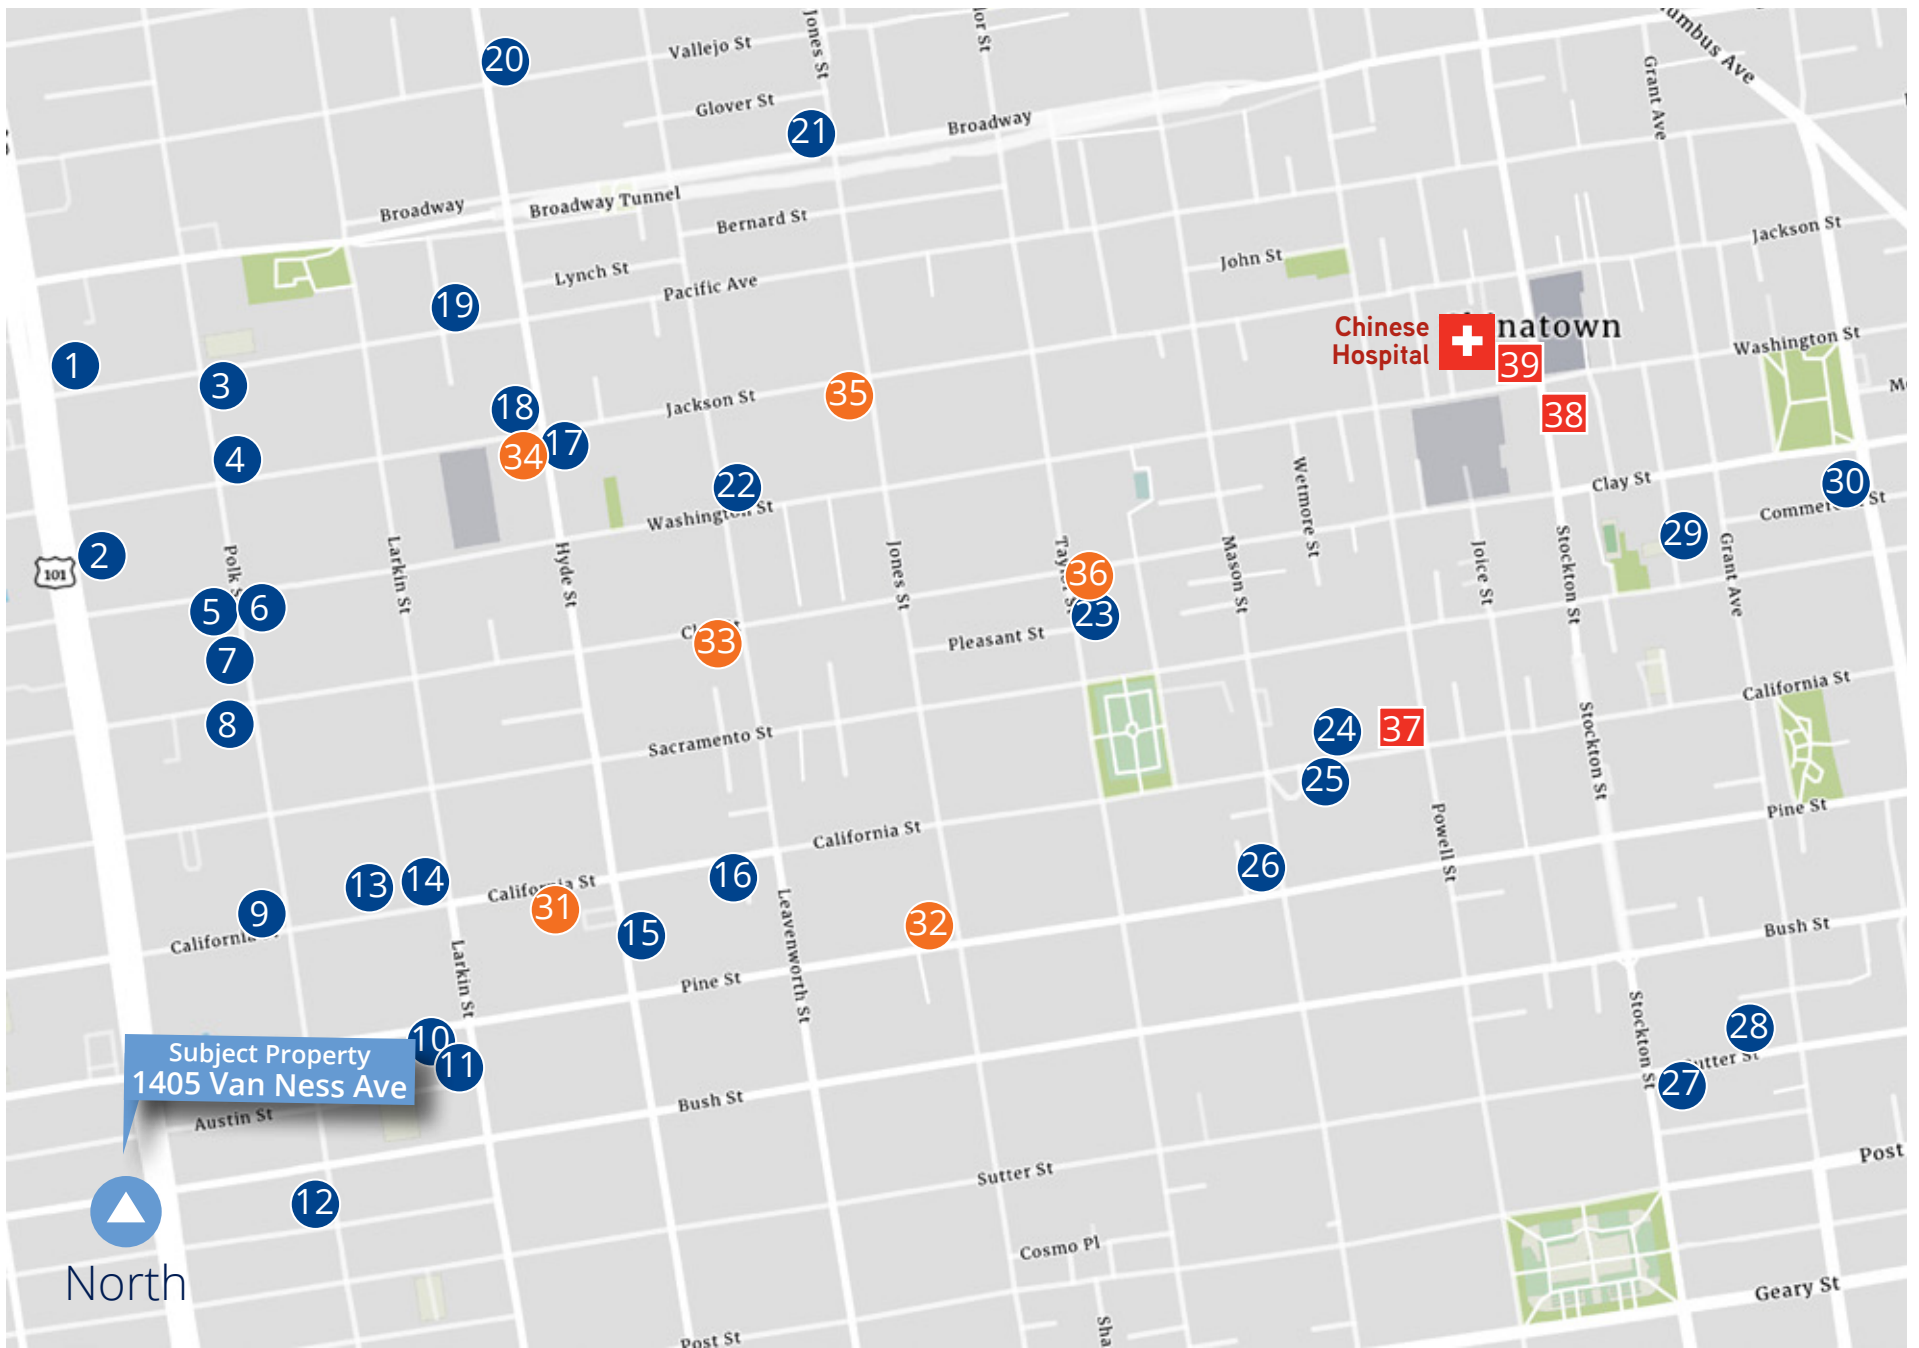 20
Vallejo St
Jones St
Grant Ave
Glover St
21
Broadway
Broadway
Broadway Tunnel
Bernard St
Jackson St
Lynch St
Pacific Ave
John St
19
Chinese
Hospital
39
Washington St
1
3
18
35
Jackson St
38
34
17
4
22
Washington St
Wetmore St
Clay St
30
29
2
101
Polk
Larkin St
Hyde St
Jones St
36
23
Mason St
Joice St
Stockton St
Grant Ave
5
6
7
33
Pleasant St
8
Sacramento St
24
37
25
Stockton St
California St
Pine St
13
14
California St
31
16
California St
26
Powell St
9
15
Leavenworth St
32
Bush St
Larkin St
Pine St
10
11
Subject Property
1405 Van Ness Ave
Austin St
Bush St
Stockton St
28
27
12
Sutter St
Post
North
Cosmo Pl
Geary St
Post St